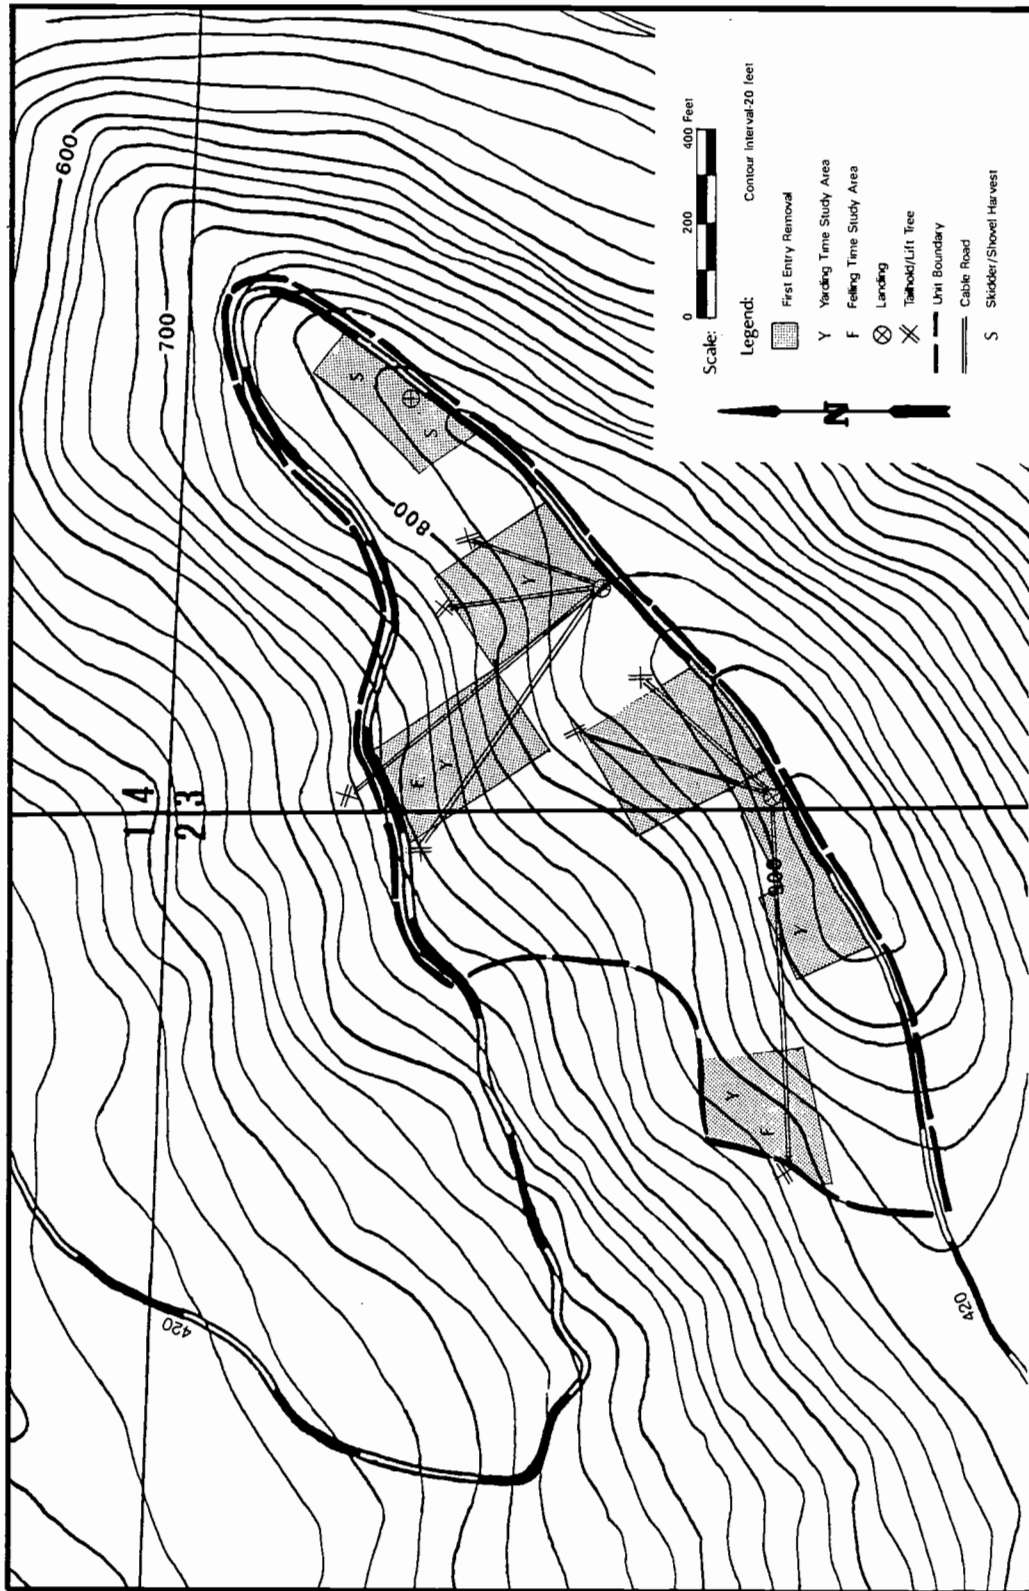 600
700
14
23
800
900
420
420
Scale:
0 200 400 Feet
Legend:
Contour Interval-20 feet
First Entry Removal
Y Yarding Time Study Area
F Felling Time Study Area
Landing
Tailhold/Lift Tree
Unit Boundary
Cable Road
S Skidder/Shovel Harvest
N
S
S
Y
F
Y
Y
Y
F